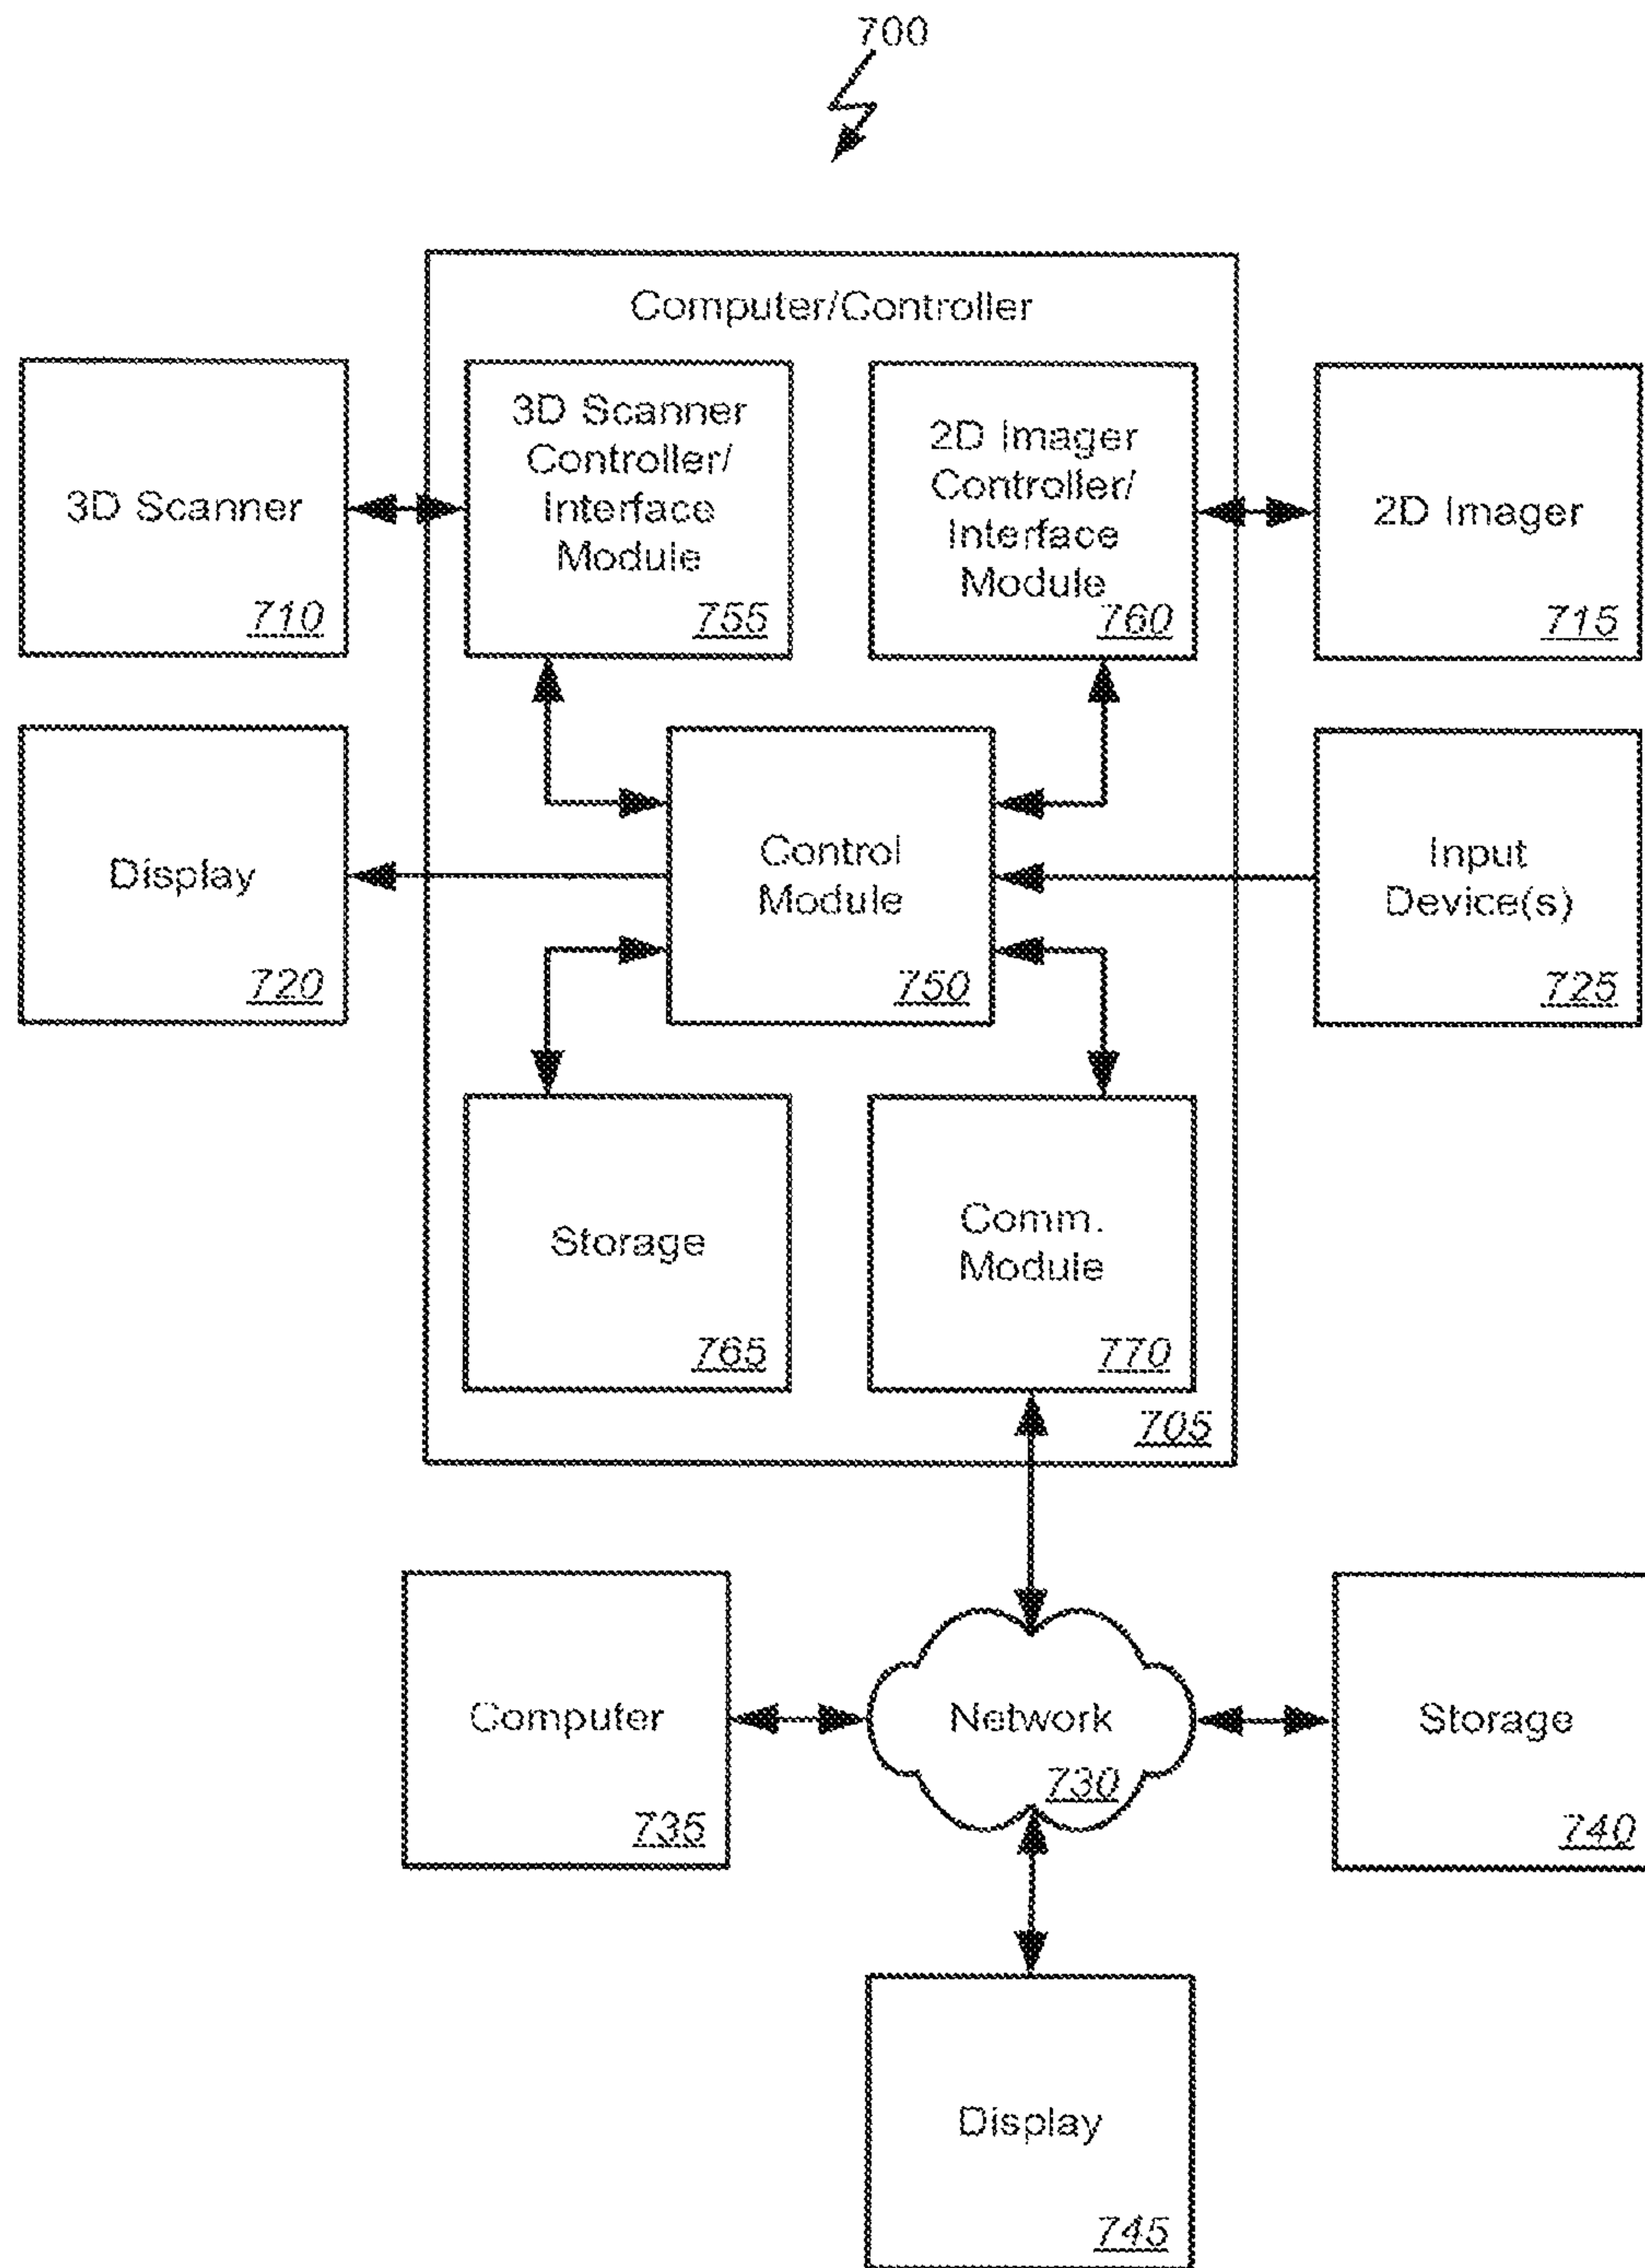 700
Computer/Controller
3D Scanner
710
3D Scanner
Controller/
Interface
Module
755
2D Imager
Controller/
Interface
Module
760
2D Imager
715
Display
720
Control
Module
750
Input
Device(s)
725
Storage
765
Comm.
Module
770
705
Computer
735
Network
730
Storage
740
Display
745